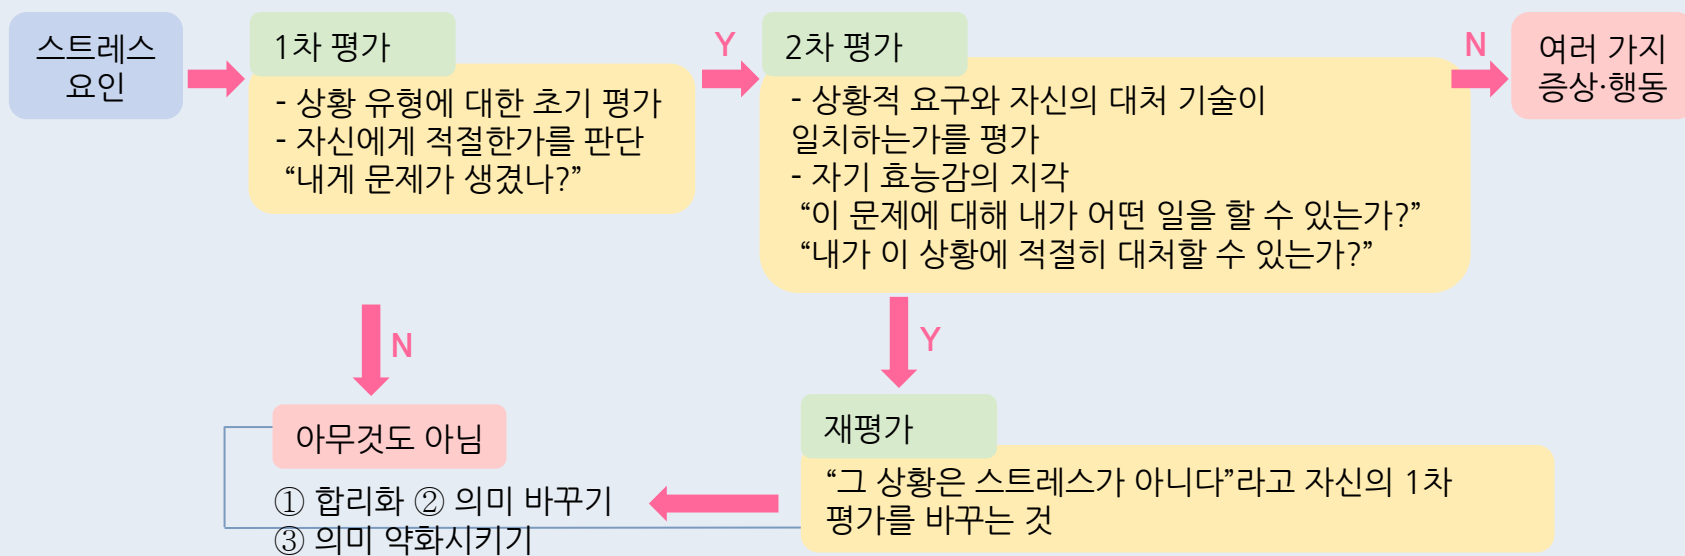 스트레스
요인
1차 평가
- 상황 유형에 대한 초기 평가
- 자신에게 적절한가를 판단
“내게 문제가 생겼나?”
Y
2차 평가
- 상황적 요구와 자신의 대처 기술이
일치하는가를 평가
- 자기 효능감의 지각
“이 문제에 대해 내가 어떤 일을 할 수 있는가?”
“내가 이 상황에 적절히 대처할 수 있는가?”
N
여러 가지
증상·행동
N
Y
아무것도 아님
① 합리화 ② 의미 바꾸기
③ 의미 약화시키기
재평가
“그 상황은 스트레스가 아니다”라고 자신의 1차
평가를 바꾸는 것